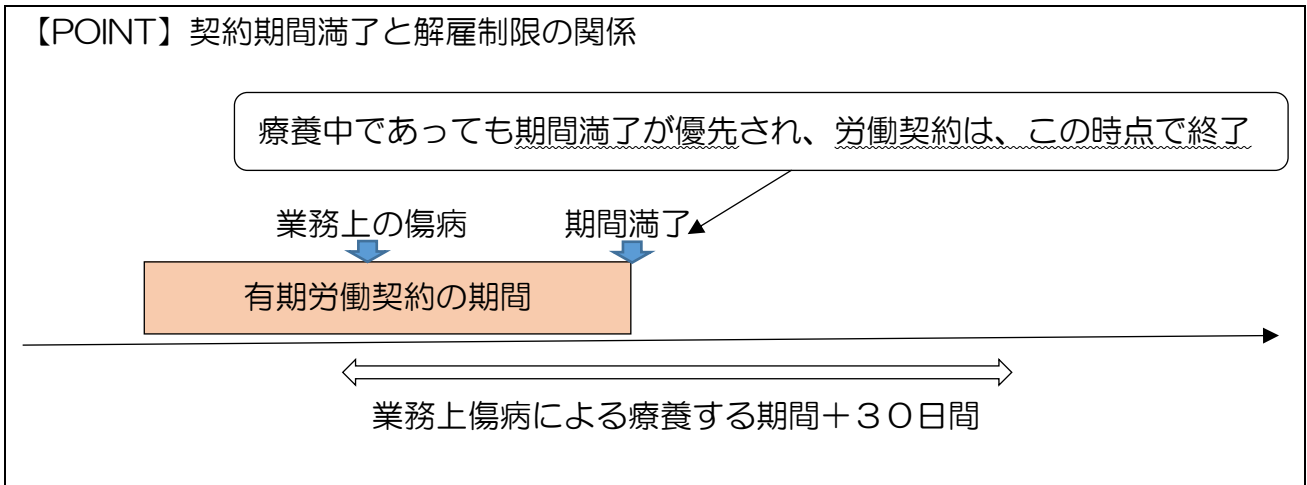 【POINT】契約期間満了と解雇制限の関係
療養中であっても期間満了が優先され、労働契約は、この時点で終了
業務上の傷病
期間満了
有期労働契約の期間
業務上傷病による療養する期間＋３０日間